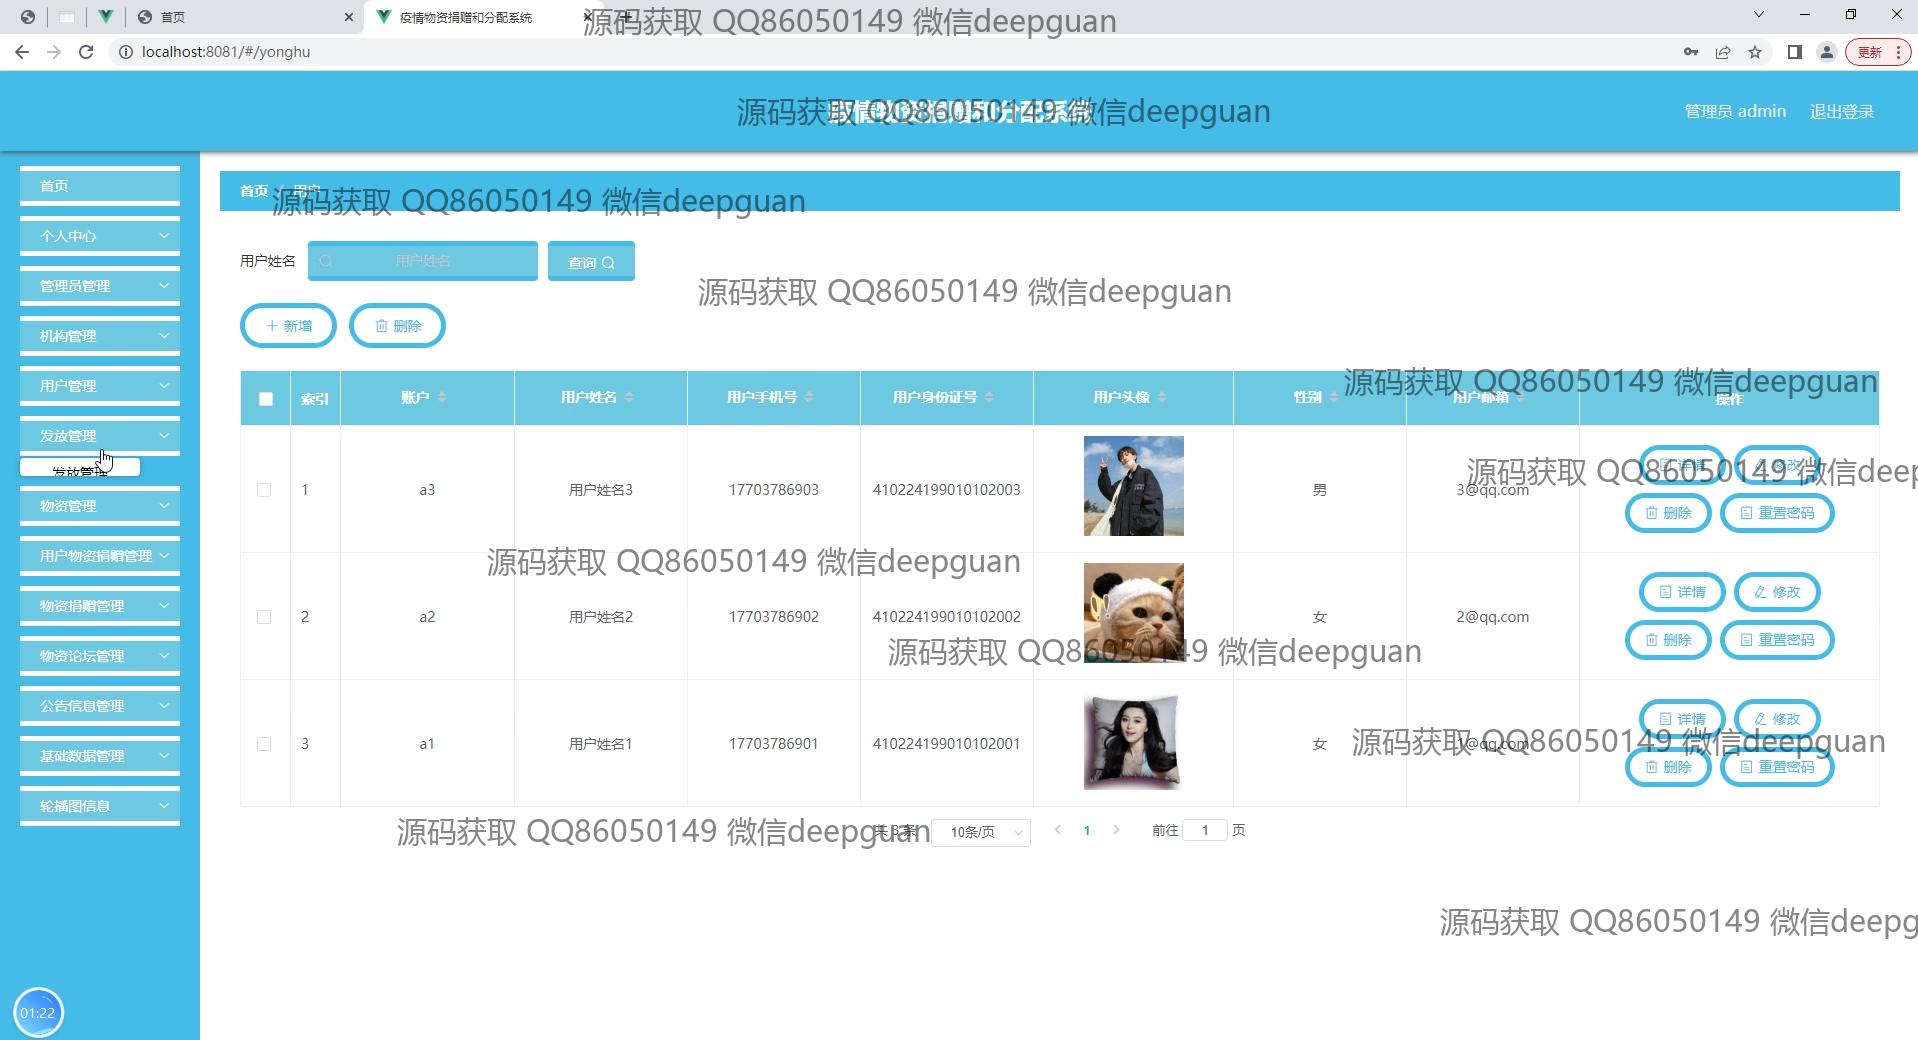 首页
疫情物资捐赠和分配系统
源码获取 QQ86050149 微信deepguan
localhost:8081/#/yonghu
更新
疫情物资捐赠和分配系统
源码获取 QQ86050149 微信deepguan
管理员 admin
退出登录
首页 / 用户
源码获取 QQ86050149 微信deepguan
首页
个人中心
管理员管理
机构管理
用户管理
发放管理
发放管理
物资管理
用户物资捐赠管理
物资捐赠管理
物资论坛管理
公告信息管理
基础数据管理
轮播图信息
01:22
用户姓名 用户姓名 查询
源码获取 QQ86050149 微信deepguan
新增 删除
源码获取 QQ86050149 微信deepguan
索引 账户 用户姓名 用户手机号 用户身份证号 用户头像 性别 用户邮箱 操作
1 a3 用户姓名3 17703786903 410224199010102003 男 3@qq.com 详情 修改
删除 重置密码
源码获取 QQ86050149 微信deep
源码获取 QQ86050149 微信deepguan
2 a2 用户姓名2 17703786902 410224199010102002 女 2@qq.com 详情 修改
删除 重置密码
源码获取 QQ86050149 微信deepguan
3 a1 用户姓名1 17703786901 410224199010102001 女 1@qq.com 详情 修改
删除 重置密码
源码获取 QQ86050149 微信deepguan
源码获取 QQ86050149 微信deepguan
共 3 条 10条/页 1 前往 1 页
源码获取 QQ86050149 微信deepg